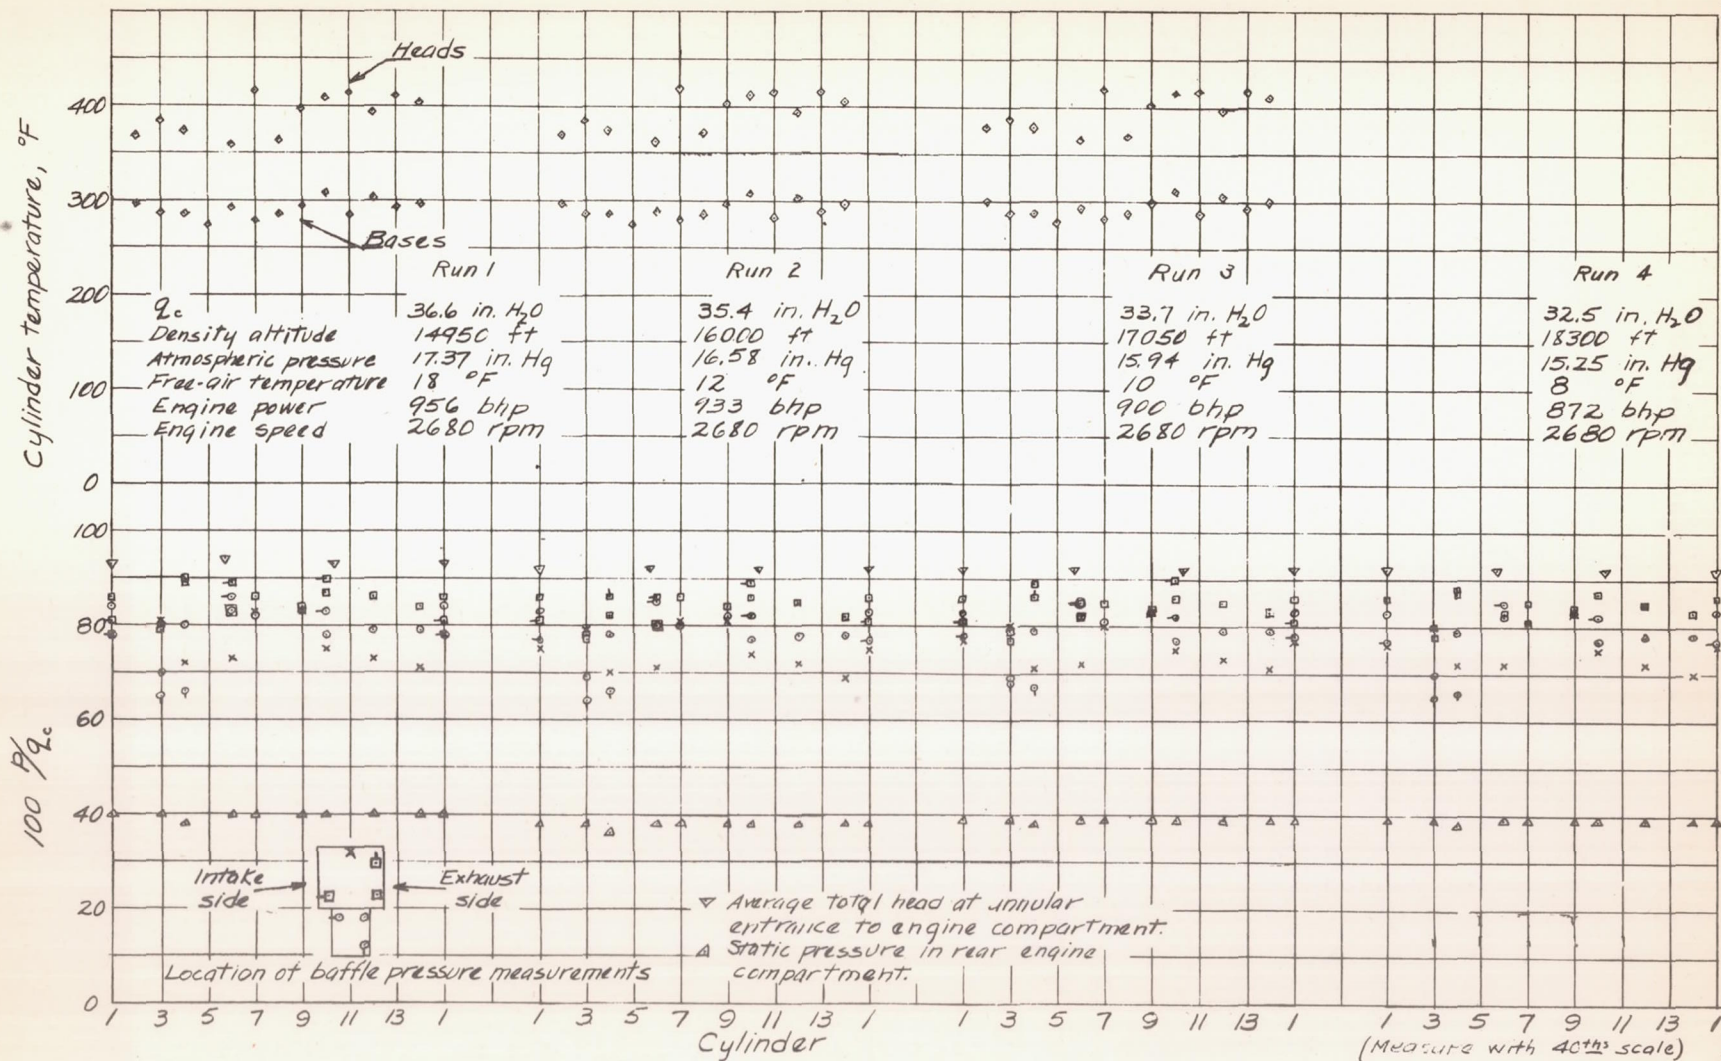 Heads
400
300
Bases
Cylinder temperature, °F
Run 1 Run 2 Run 3 Run 4
200
qc 36.6 in. H2O 35.4 in. H2O 33.7 in. H2O 32.5 in. H2O
Density altitude 14950 ft 16000 ft 17050 ft 18300 ft
Atmospheric pressure 17.37 in. Hg 16.58 in. Hg 15.94 in. Hg 15.25 in. Hg
100
Free-air temperature 18 °F 12 °F 10 °F 8 °F
Engine power 956 bhp 933 bhp 900 bhp 872 bhp
Engine speed 2680 rpm 2680 rpm 2680 rpm 2680 rpm
0
100
80
60
100 P/qc
40
Intake side
Exhaust side
20
Average total head at annular
entrance to engine compartment.
Static pressure in rear engine
compartment.
Location of baffle pressure measurements
0
1 3 5 7 9 11 13 1 3 5 7 9 11 13 1 1 3 5 7 9 11 13 1 1 3 5 7 9 11 13 1
Cylinder
(Measure with 40ths scale)